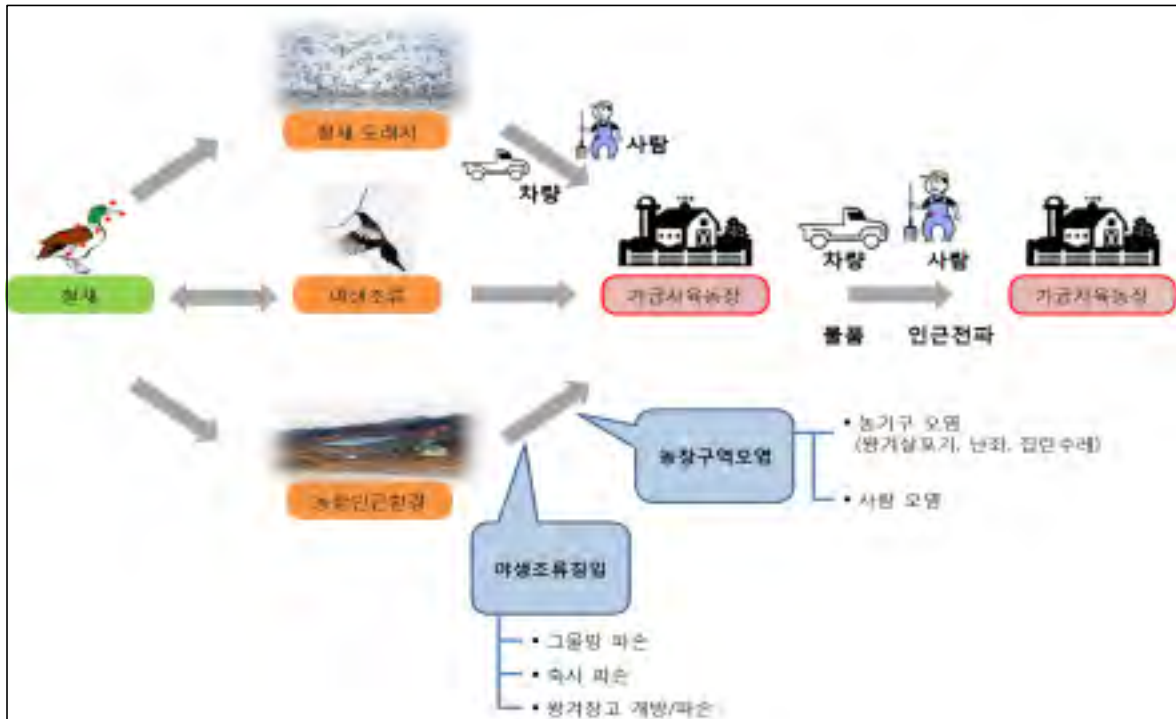 철새 도래지
사람
차량
철새
야생조류
가금사육농장
차량
사람
물품
인근전파
가금사육농장
농장인근환경
농장구역오염
• 농기구 오염
(왕겨살포기, 난좌, 집란수레)
• 사람 오염
야생조류침입
• 그물망 파손
• 축사 파손
• 왕겨창고 개방/파손